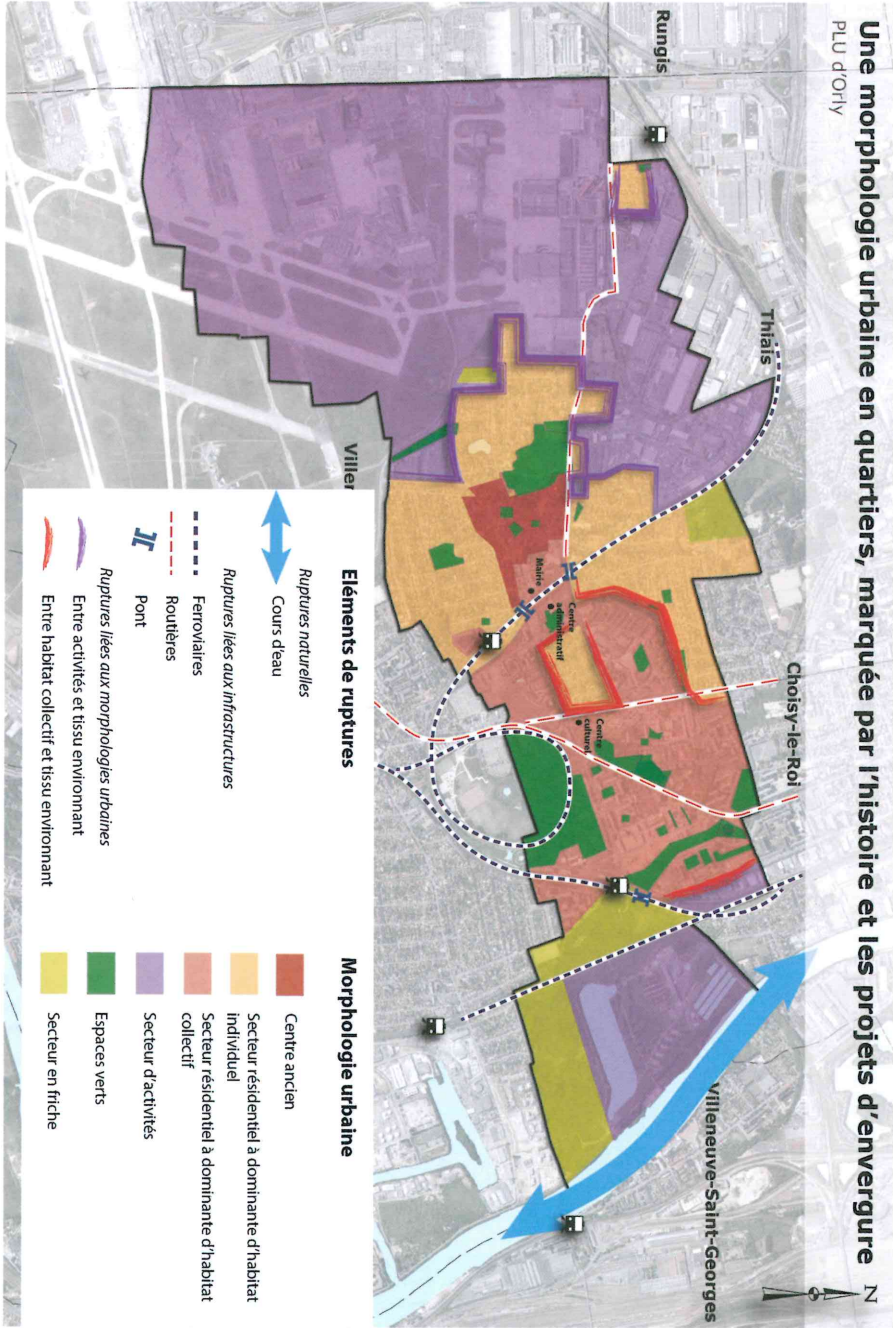 Une morphologie urbaine en quartiers, marquée par l'histoire et les projets d'envergure
PLU d'Orly
N
Rungis
Thiais
Choisy-le-Roi
Villeneuve-Saint-Georges
Mairie
Centre
administratif
Centre
culturel
Viller
Eléments de ruptures
Ruptures naturelles
Cours d'eau
Ruptures liées aux infrastructures
Ferroviaires
Routières
Pont
Ruptures liées aux morphologies urbaines
Entre activités et tissu environnant
Entre habitat collectif et tissu environnant
Morphologie urbaine
Centre ancien
Secteur résidentiel à dominante d'habitat
individuel
Secteur résidentiel à dominante d'habitat
collectif
Secteur d'activités
Espaces verts
Secteur en friche